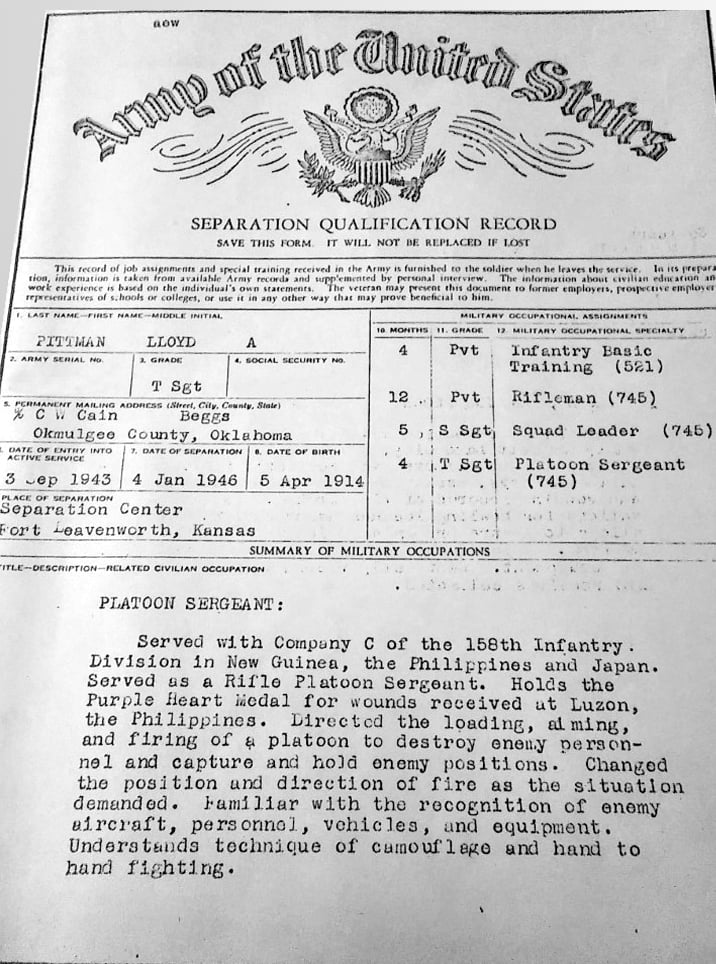 now
Army of the United States
SEPARATION QUALIFICATION RECORD
SAVE THIS FORM. IT WILL NOT BE REPLACED IF LOST
This record of job assignments and special training received in the Army is furnished to the soldier when he leaves the service. In its prepara
tion, information is taken from available Army records and supplemented by personal interview. The information about civilian education an
work experience is based on the individual's own statements. The veteran may present this document to former employers, prospective employer
representatives of schools or colleges, or use it in any other way that may prove beneficial to him.
1. LAST NAME—FIRST NAME—MIDDLE INITIAL
PITTMAN LLOYD A
2. ARMY SERIAL NO. 3. GRADE 4. SOCIAL SECURITY NO.
T Sgt
5. PERMANENT MAILING ADDRESS (Street, City, County, State)
% C W Cain Beggs
Okmulgee County, Oklahoma
DATE OF ENTRY INTO ACTIVE SERVICE 7. DATE OF SEPARATION 8. DATE OF BIRTH
3 Sep 1943 4 Jan 1946 5 Apr 1914
PLACE OF SEPARATION
Separation Center
Fort Leavenworth, Kansas
MILITARY OCCUPATIONAL ASSIGNMENTS
10. MONTHS 11. GRADE 12. MILITARY OCCUPATIONAL SPECIALTY
4 Pvt Infantry Basic
Training (521)
12 Pvt Rifleman (745)
5 S Sgt Squad Leader (745)
4 T Sgt Platoon Sergeant
(745)
SUMMARY OF MILITARY OCCUPATIONS
TITLE—DESCRIPTION—RELATED CIVILIAN OCCUPATION
PLATOON SERGEANT:
Served with Company C of the 158th Infantry.
Division in New Guinea, the Philippines and Japan.
Served as a Rifle Platoon Sergeant. Holds the
Purple Heart Medal for wounds received at Luzon,
the Philippines. Directed the loading, aiming,
and firing of a platoon to destroy enemy person-
nel and capture and hold enemy positions. Changed
the position and direction of fire as the situation
demanded. Familiar with the recognition of enemy
aircraft, personnel, vehicles, and equipment.
Understands technique of camouflage and hand to
hand fighting.